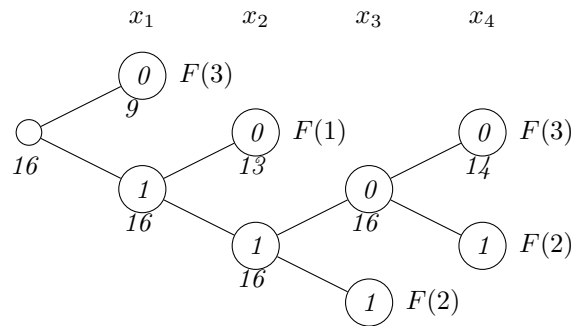 x₁ x₂ x₃ x₄
0 F(3)
9
0 F(1) 0 F(3)
16 13 14
1 0
16 16
1 1 F(2)
16
1 F(2)